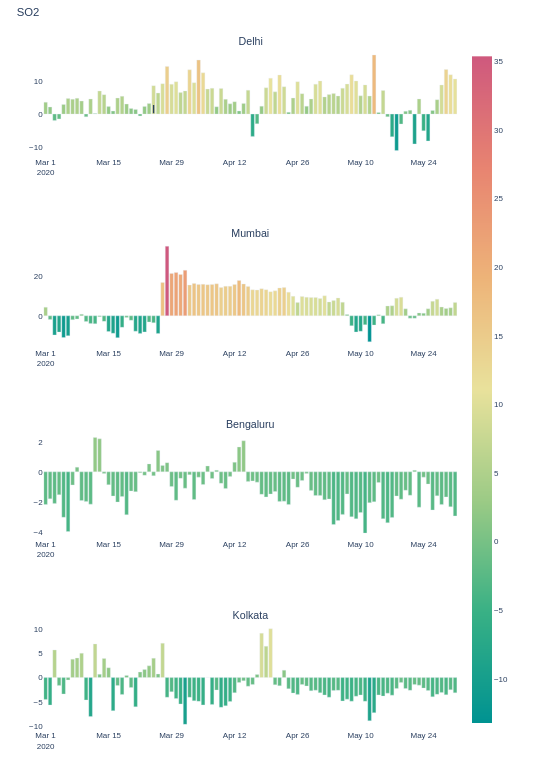 SO2
Delhi
10
0
−10
Mar 1
2020
Mar 15
Mar 29
Apr 12
Apr 26
May 10
May 24
Mumbai
20
0
Mar 1
2020
Mar 15
Mar 29
Apr 12
Apr 26
May 10
May 24
Bengaluru
2
0
−2
−4
Mar 1
2020
Mar 15
Mar 29
Apr 12
Apr 26
May 10
May 24
Kolkata
10
5
0
−5
−10
Mar 1
2020
Mar 15
Mar 29
Apr 12
Apr 26
May 10
May 24
35
30
25
20
15
10
5
0
−5
−10